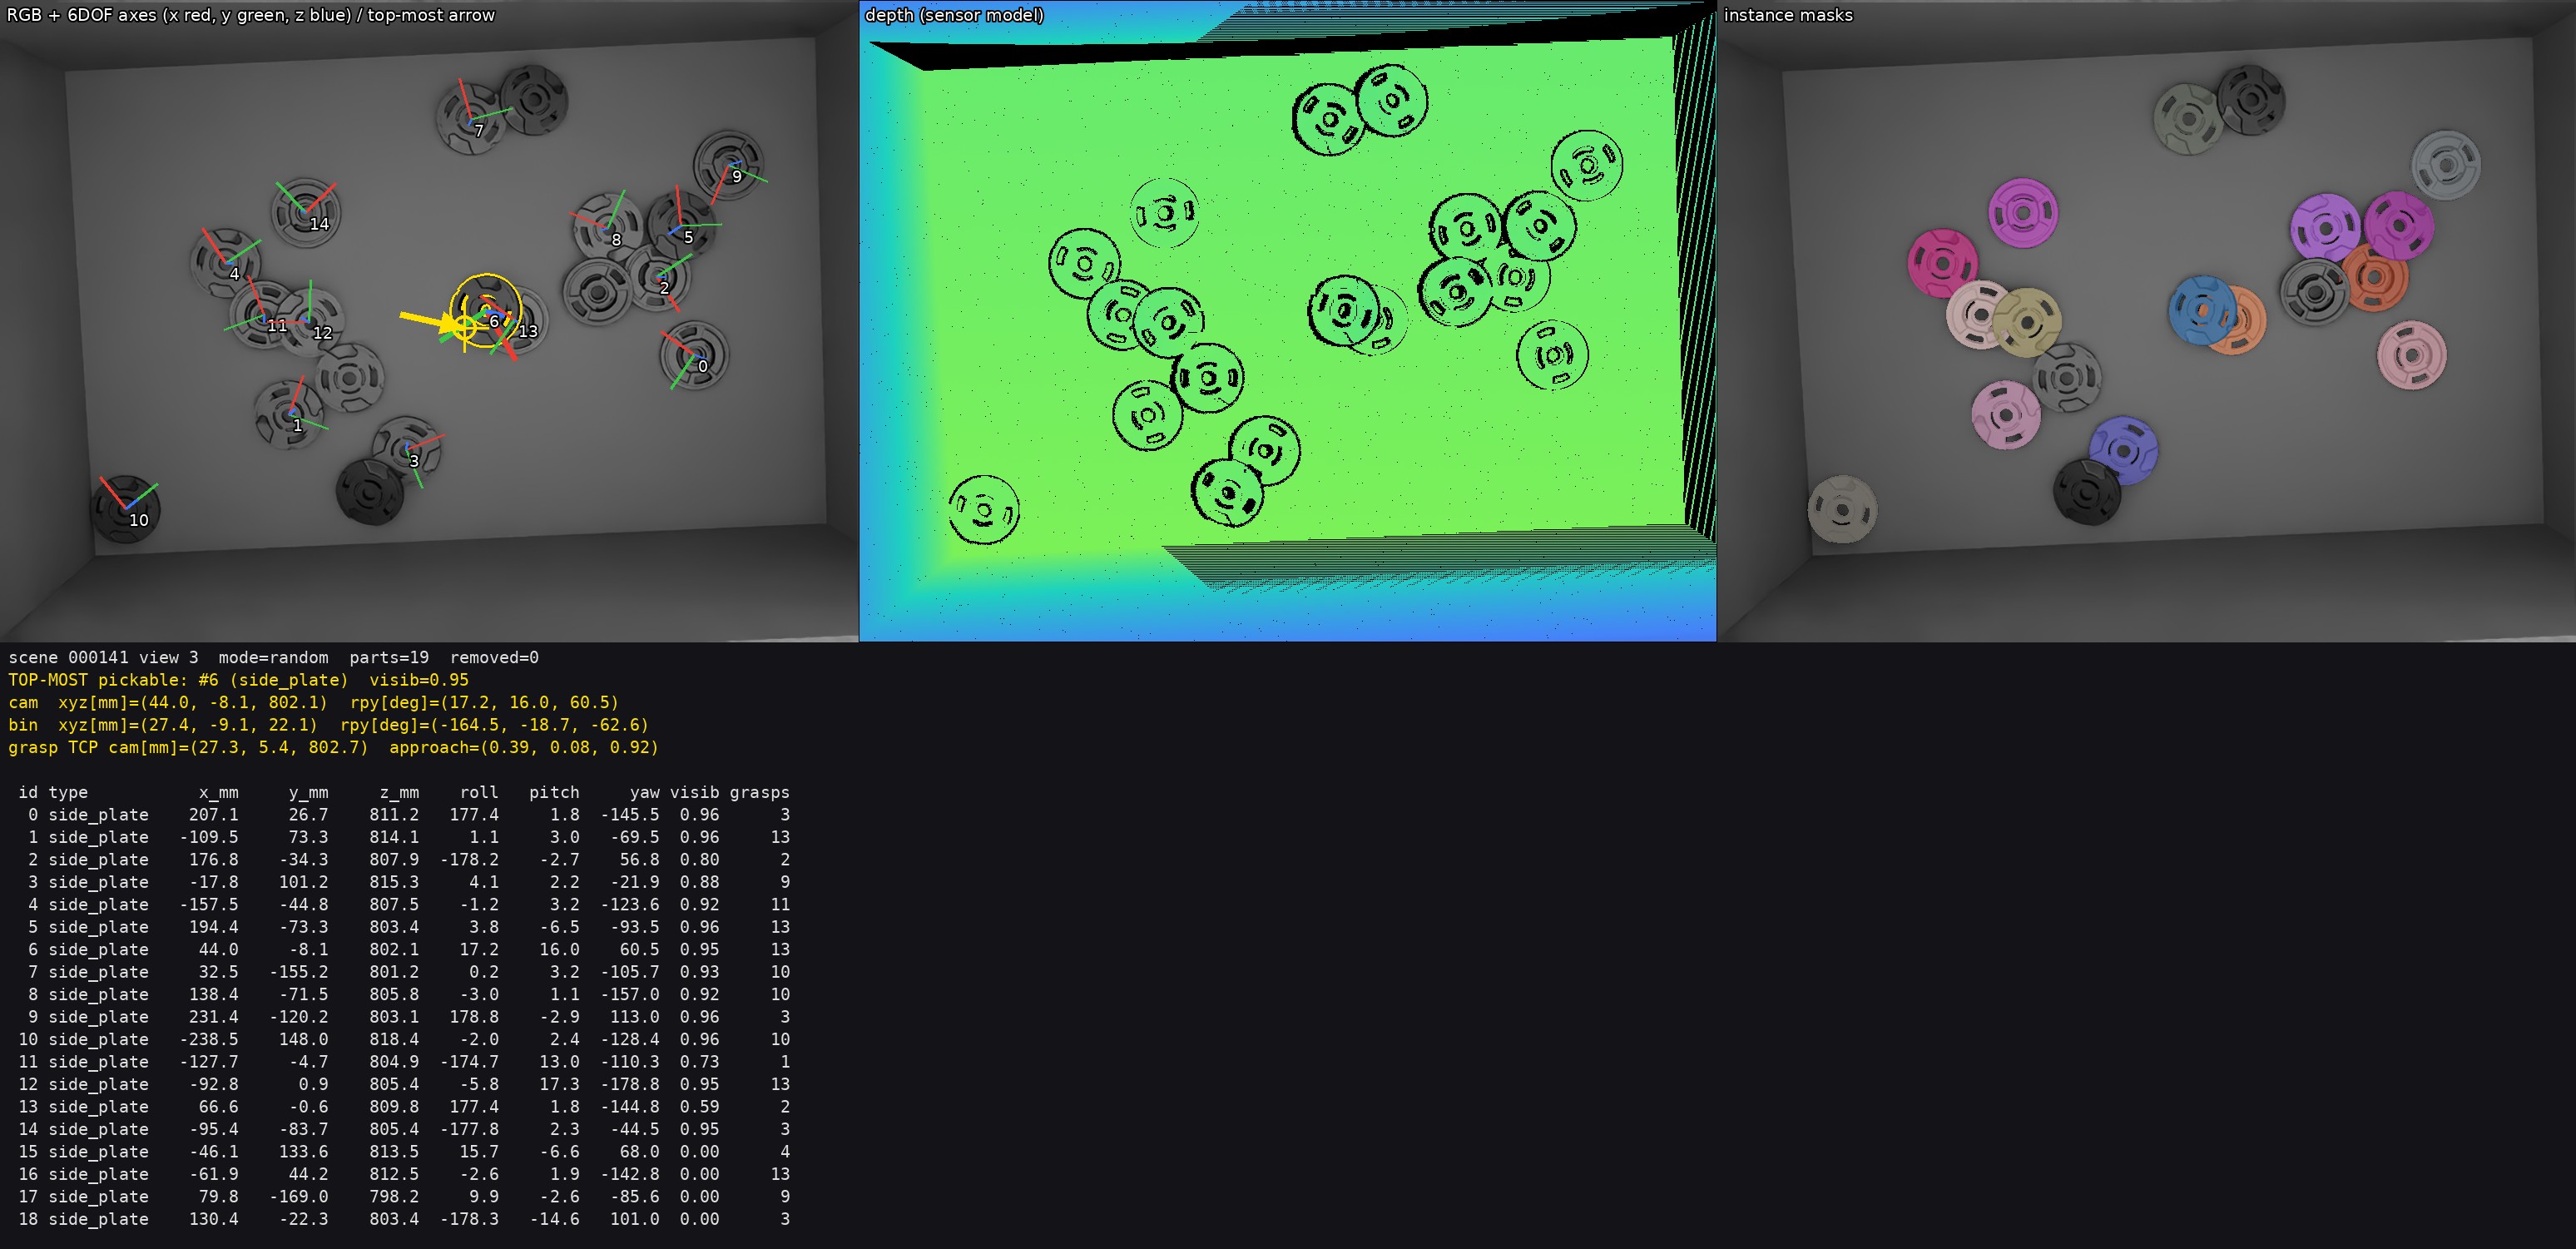 RGB + 6DOF axes (x red, y green, z blue) / top-most arrow
depth (sensor model)
instance masks
7
9
14
8
5
4
2
6
13
11
12
0
1
3
10
scene 000141 view 3 mode=random parts=19 removed=0
TOP-MOST pickable: #6 (side_plate) visib=0.95
cam xyz[mm]=(44.0, -8.1, 802.1) rpy[deg]=(17.2, 16.0, 60.5)
bin xyz[mm]=(27.4, -9.1, 22.1) rpy[deg]=(-164.5, -18.7, -62.6)
grasp TCP cam[mm]=(27.3, 5.4, 802.7) approach=(0.39, 0.08, 0.92)
id type x_mm y_mm z_mm roll pitch yaw visib grasps
0 side_plate 207.1 26.7 811.2 177.4 1.8 -145.5 0.96 3
1 side_plate -109.5 73.3 814.1 1.1 3.0 -69.5 0.96 13
2 side_plate 176.8 -34.3 807.9 -178.2 -2.7 56.8 0.80 2
3 side_plate -17.8 101.2 815.3 4.1 2.2 -21.9 0.88 9
4 side_plate -157.5 -44.8 807.5 -1.2 3.2 -123.6 0.92 11
5 side_plate 194.4 -73.3 803.4 3.8 -6.5 -93.5 0.96 13
6 side_plate 44.0 -8.1 802.1 17.2 16.0 60.5 0.95 13
7 side_plate 32.5 -155.2 801.2 0.2 3.2 -105.7 0.93 10
8 side_plate 138.4 -71.5 805.8 -3.0 1.1 -157.0 0.92 10
9 side_plate 231.4 -120.2 803.1 178.8 -2.9 113.0 0.96 3
10 side_plate -238.5 148.0 818.4 -2.0 2.4 -128.4 0.96 10
11 side_plate -127.7 -4.7 804.9 -174.7 13.0 -110.3 0.73 1
12 side_plate -92.8 0.9 805.4 -5.8 17.3 -178.8 0.95 13
13 side_plate 66.6 -0.6 809.8 177.4 1.8 -144.8 0.59 2
14 side_plate -95.4 -83.7 805.4 -177.8 2.3 -44.5 0.95 3
15 side_plate -46.1 133.6 813.5 15.7 -6.6 68.0 0.00 4
16 side_plate -61.9 44.2 812.5 -2.6 1.9 -142.8 0.00 13
17 side_plate 79.8 -169.0 798.2 9.9 -2.6 -85.6 0.00 9
18 side_plate 130.4 -22.3 803.4 -178.3 -14.6 101.0 0.00 3